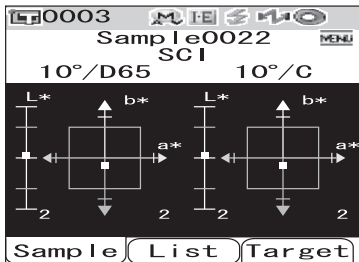 0003 M I·E
Sample0022 MENU
SCI
10°/D65 10°/C
L* b* L* b*
a* a*
2 2 2 2
Sample List Target